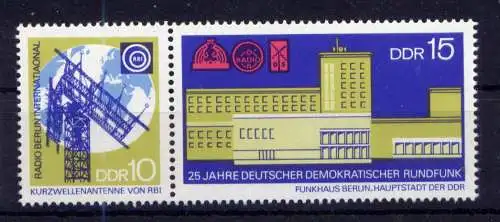 RADIO BERLIN INTERNATIONAL
RBI
DDR 10
KURZWELLENANTENNE VON RBI
RADIO
DDR 15
25 JAHRE DEUTSCHER DEMOKRATISCHER RUNDFUNK
FUNKHAUS BERLIN, HAUPTSTADT DER DDR